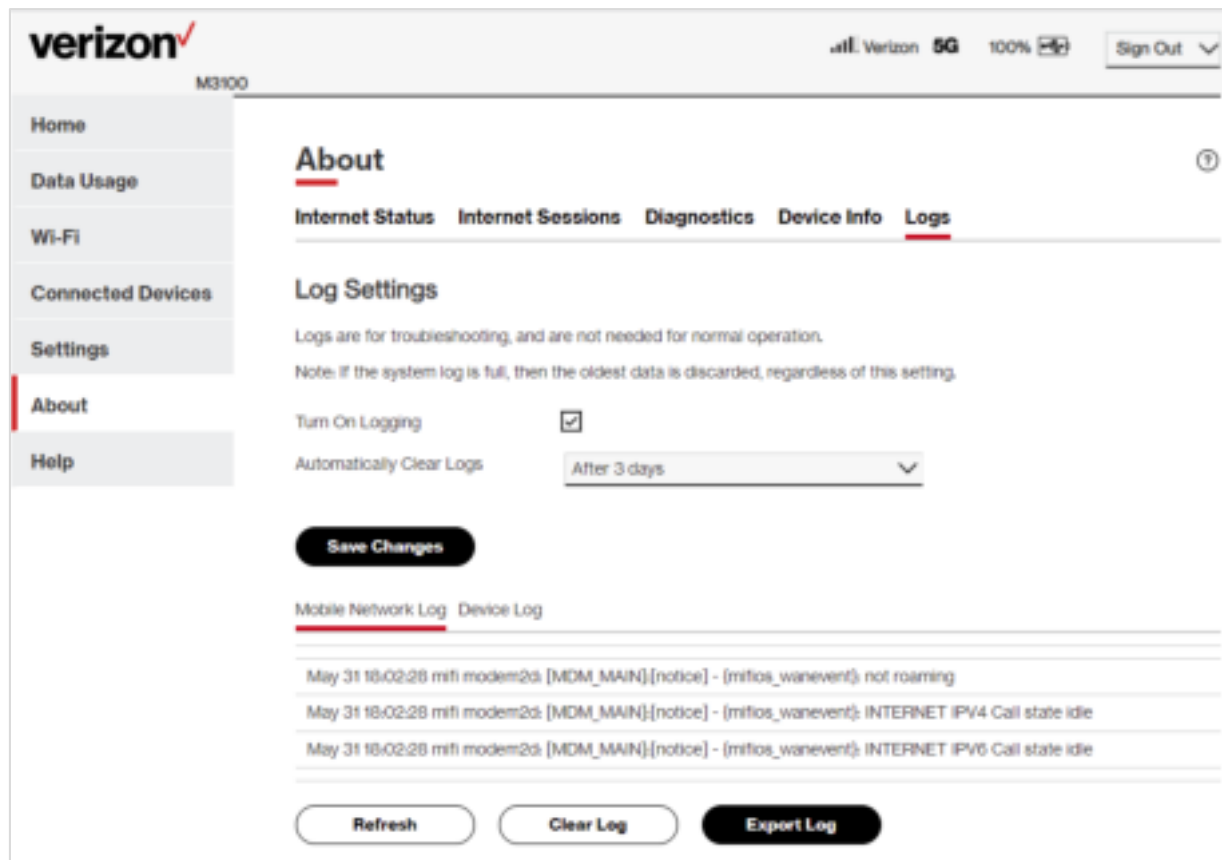 verizon
Verizon 5G 100% Sign Out
M3100
Home
Data Usage
Wi-Fi
Connected Devices
Settings
About
Help
About
Internet Status Internet Sessions Diagnostics Device Info Logs
Log Settings
Logs are for troubleshooting, and are not needed for normal operation.
Note: If the system log is full, then the oldest data is discarded, regardless of this setting.
Turn On Logging
Automatically Clear Logs After 3 days
Save Changes
Mobile Network Log Device Log
May 31 18:02:28 mifi modem2d: [MDM_MAIN]:[notice] - (mifios_wanevent): not roaming
May 31 18:02:28 mifi modem2d: [MDM_MAIN]:[notice] - (mifios_wanevent): INTERNET IPV4 Call state idle
May 31 18:02:28 mifi modem2d: [MDM_MAIN]:[notice] - (mifios_wanevent): INTERNET IPV6 Call state idle
Refresh Clear Log Export Log